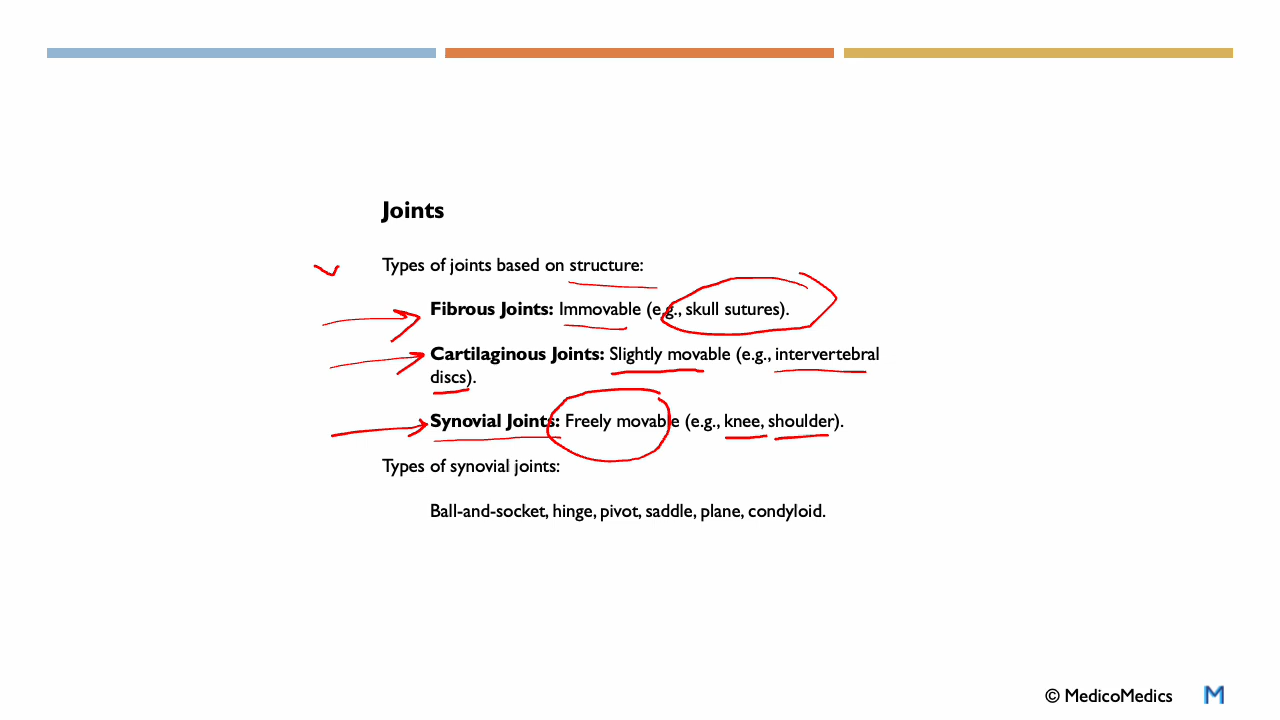 Joints
Types of joints based on structure:
Fibrous Joints: Immovable (e.g., skull sutures).
Cartilaginous Joints: Slightly movable (e.g., intervertebral
discs).
Synovial Joints: Freely movable (e.g., knee, shoulder).
Types of synovial joints:
Ball-and-socket, hinge, pivot, saddle, plane, condyloid.
© MedicoMedics M